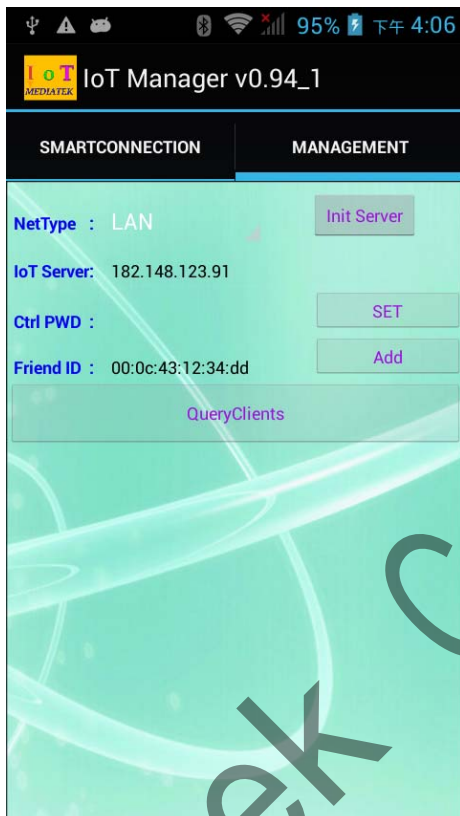 95% 下午 4:06
IoT
MEDIATEK
IoT Manager v0.94_1
SMARTCONNECTION MANAGEMENT
NetType : LAN Init Server
IoT Server: 182.148.123.91
Ctrl PWD : SET
Friend ID : 00:0c:43:12:34:dd Add
QueryClients
ek C